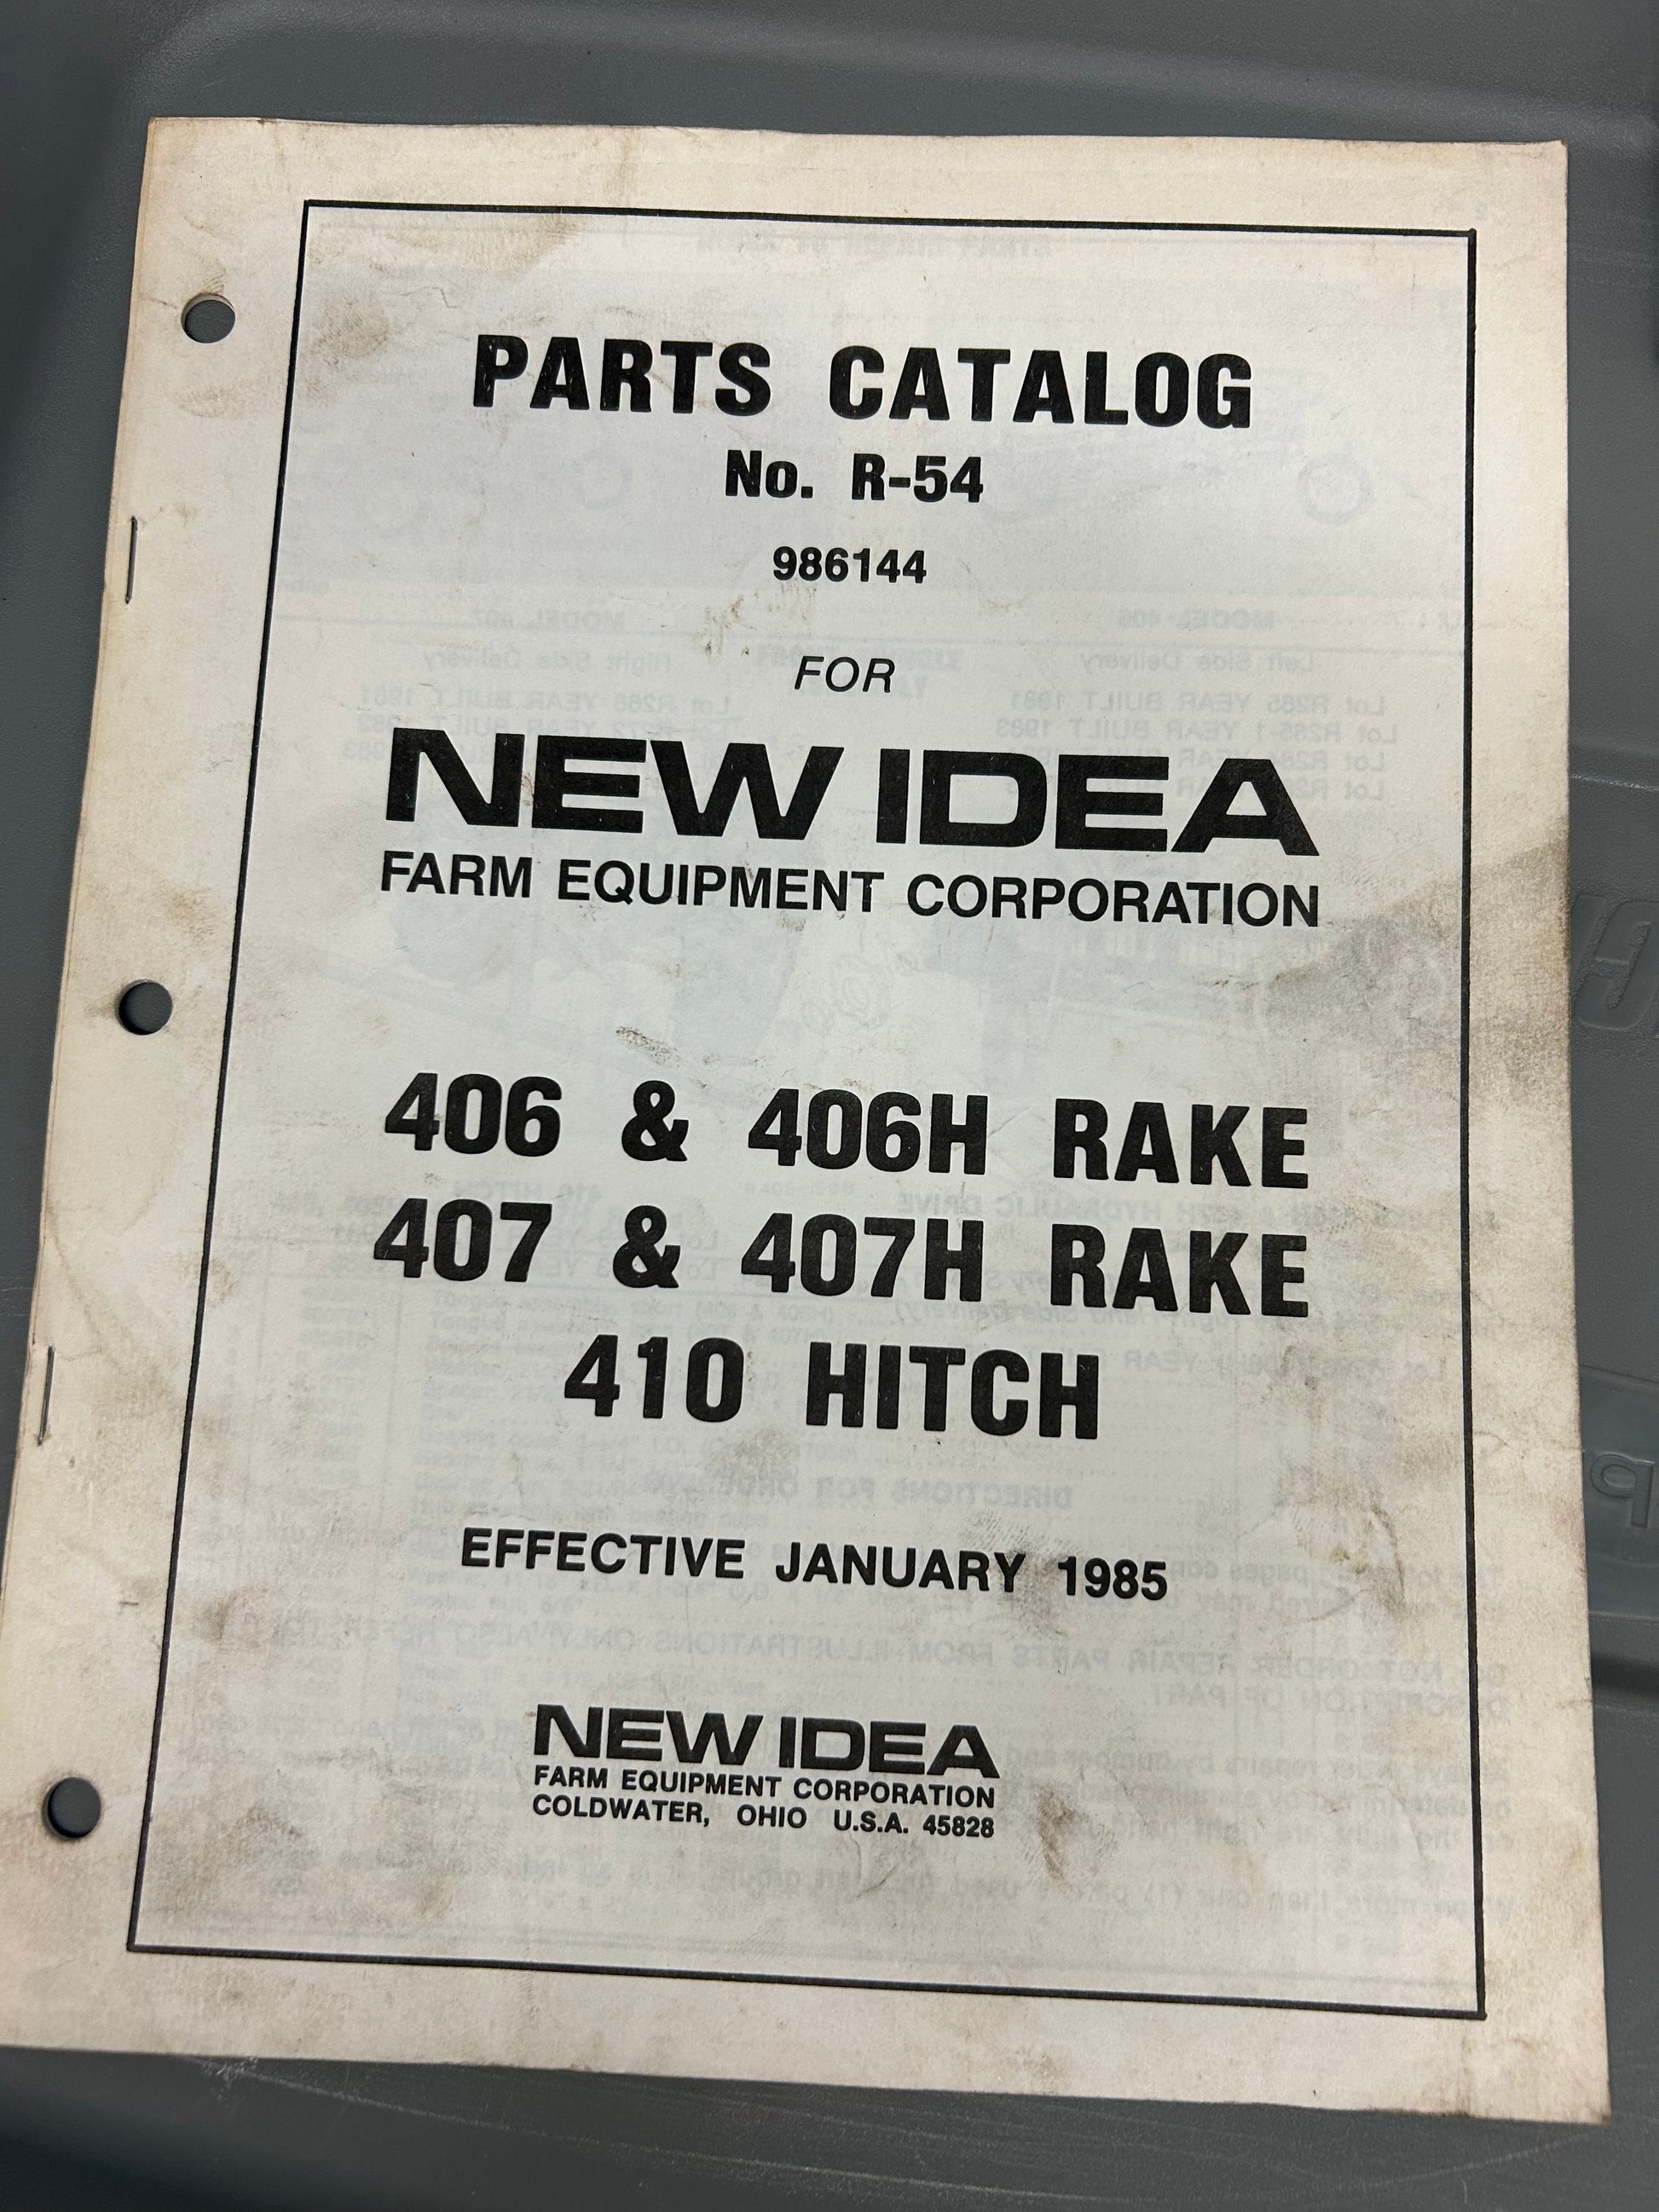 PARTS CATALOG
No. R-54
986144
FOR
NEW IDEA
FARM EQUIPMENT CORPORATION
406 & 406H RAKE
407 & 407H RAKE
410 HITCH
EFFECTIVE JANUARY 1985
NEW IDEA
FARM EQUIPMENT CORPORATION
COLDWATER, OHIO U.S.A. 45828